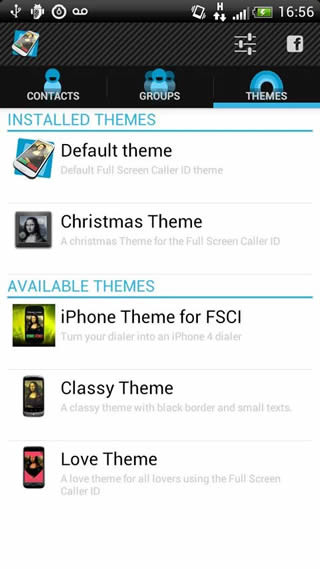 H
16:56
f
CONTACTS
GROUPS
THEMES
INSTALLED THEMES
Default theme
Default Full Screen Caller ID theme
Christmas Theme
A christmas Theme for the Full Screen Caller ID
AVAILABLE THEMES
iPhone Theme for FSCI
Turn your dialer into an iPhone 4 dialer
Classy Theme
A classy theme with black border and small texts.
Love Theme
A love theme for all lovers using the Full Screen
Caller ID